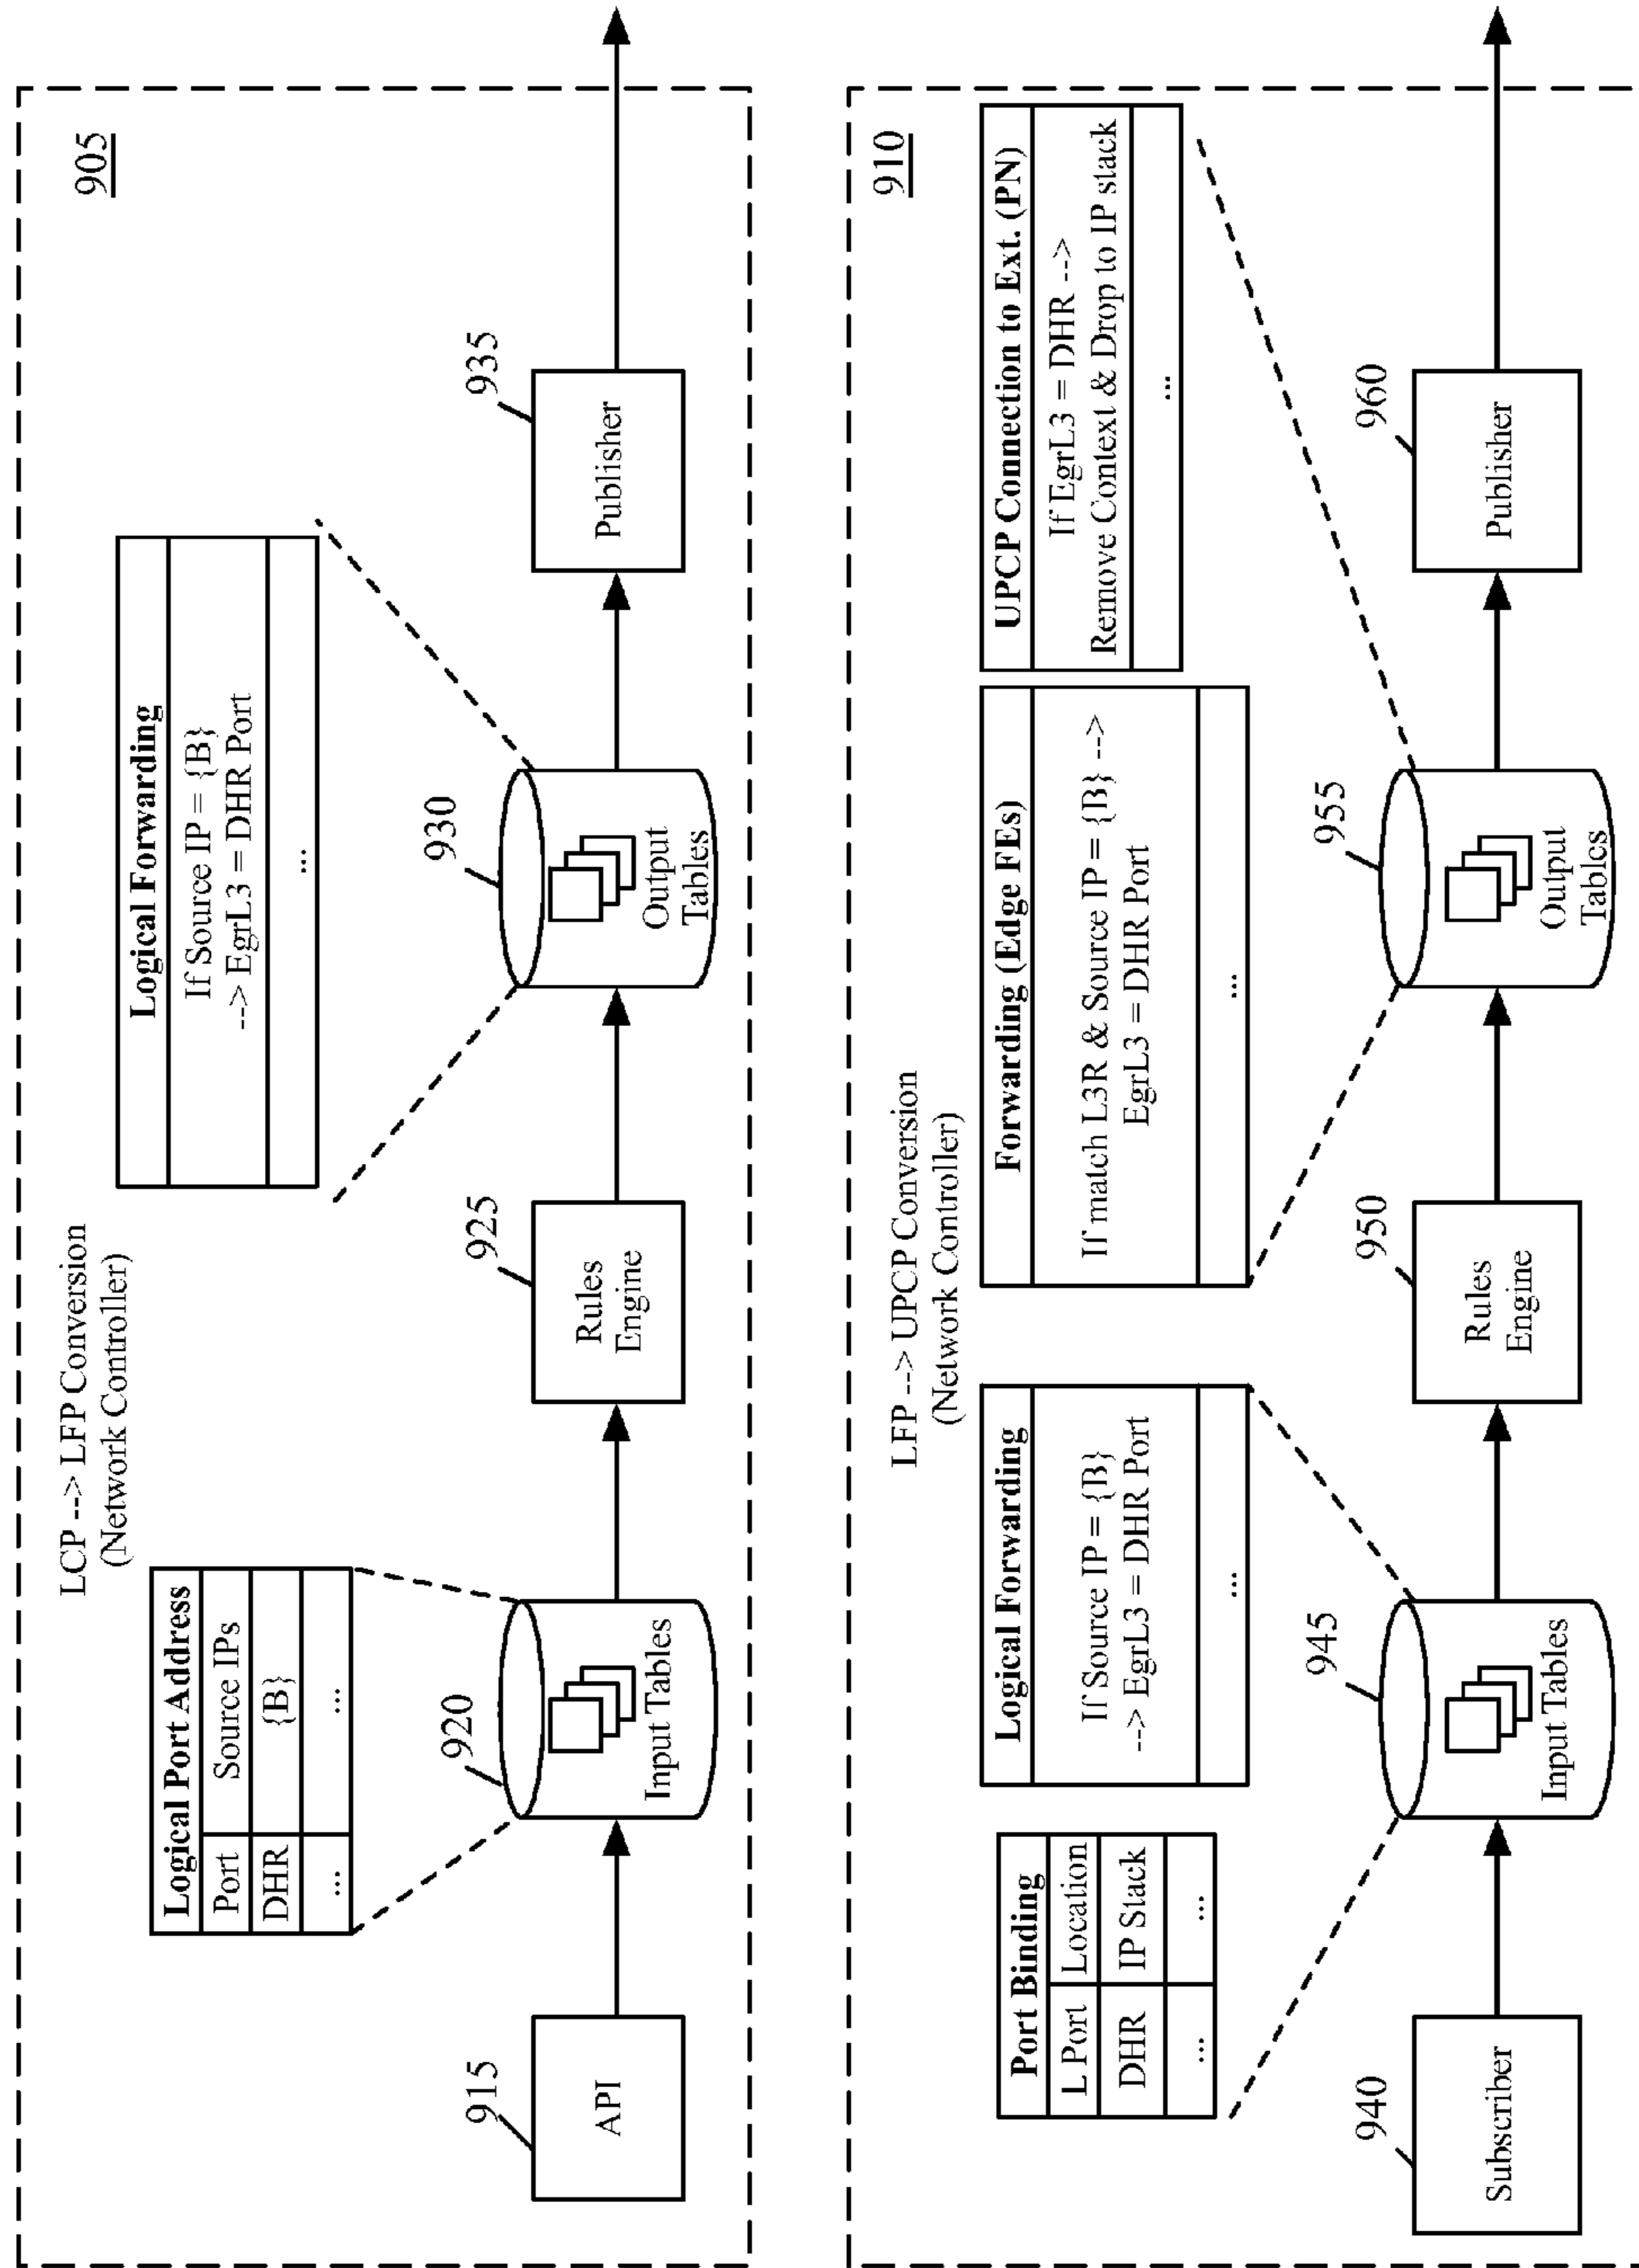 LCP --> LFP Conversion
(Network Controller)
905
Logical Port Address
Port Source IPs
DHR {B}
... ...
Logical Forwarding
If Source IP = {B}
--> EgrL3 = DHR Port
...
915
API
920
Input Tables
925
Rules
Engine
930
Output
Tables
935
Publisher
LFP --> UPCP Conversion
(Network Controller)
910
Port Binding
L Port Location
DHR IP Stack
... ...
Logical Forwarding
If Source IP = {B}
--> EgrL3 = DHR Port
...
Forwarding (Edge FEs)
If match L3R & Source IP = {B} -->
EgrL3 = DHR Port
...
UPCP Connection to Ext. (PN)
If EgrL3 = DHR -->
Remove Context & Drop to IP stack
...
940
Subscriber
945
Input Tables
950
Rules
Engine
955
Output
Tables
960
Publisher